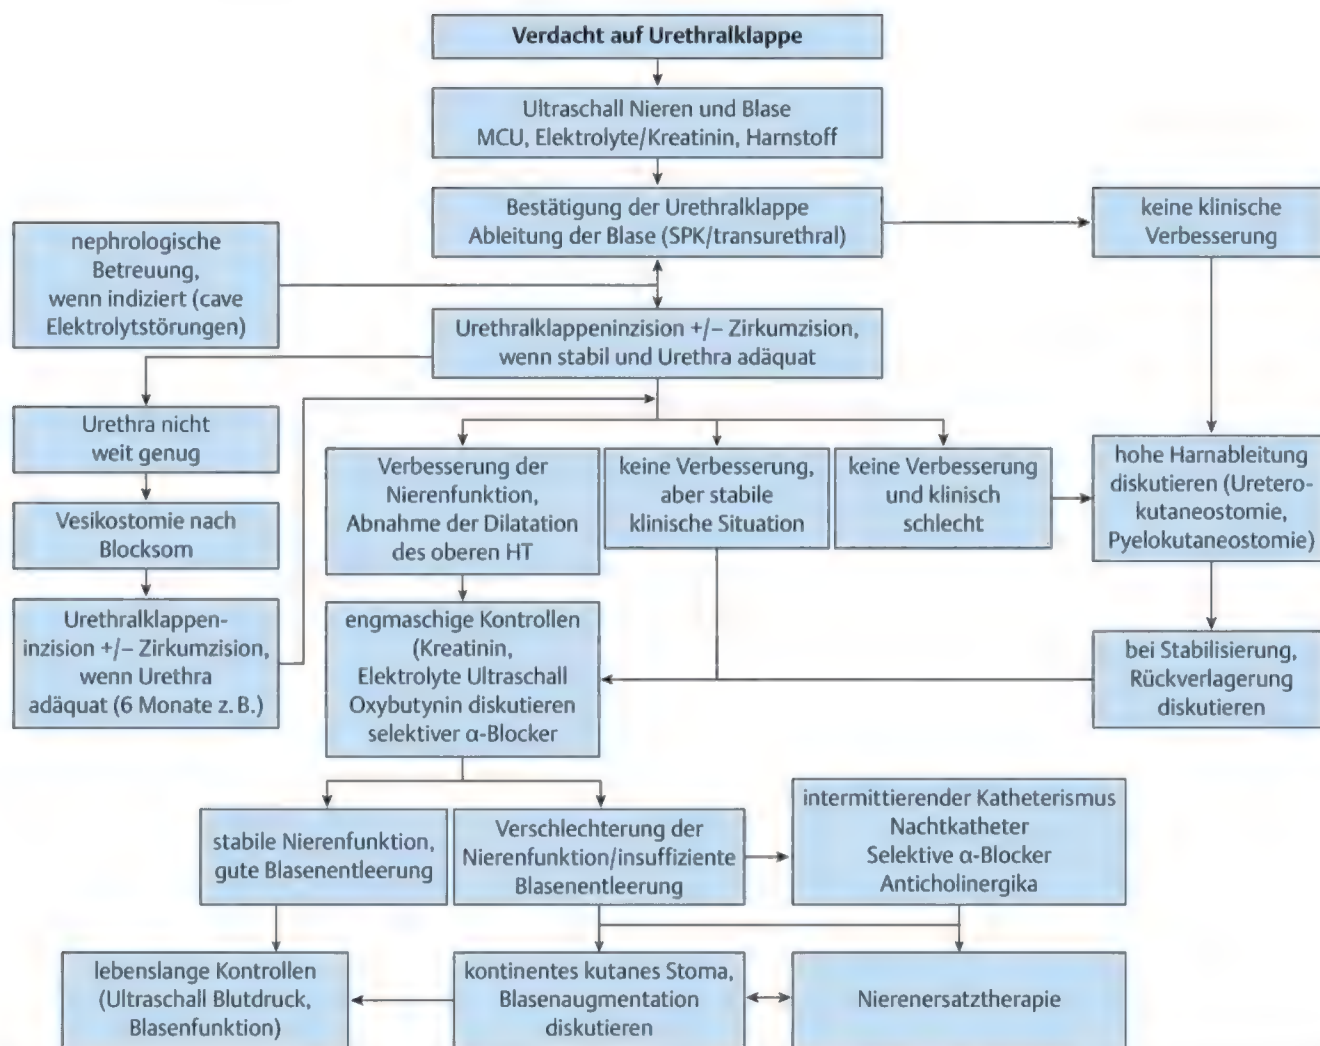 Verdacht auf Urethralklappe
Ultraschall Nieren und Blase
MCU, Elektrolyte/Kreatinin, Harnstoff
Bestätigung der Urethralklappe
Ableitung der Blase (SPK/transurethral)
keine klinische
Verbesserung
nephrologische
Betreuung,
wenn indiziert (cave
Elektrolytstörungen)
Urethralklappeninzision +/– Zirkumzision,
wenn stabil und Urethra adäquat
Urethra nicht
weit genug
Vesikostomie nach
Blocksom
Urethralklappen-
inzision +/– Zirkumzision,
wenn Urethra
adäquat (6 Monate z. B.)
Verbesserung der
Nierenfunktion,
Abnahme der Dilatation
des oberen HT
keine Verbesserung,
aber stabile
klinische Situation
keine Verbesserung
und klinisch
schlecht
hohe Harnableitung
diskutieren (Uretero-
kutaneostomie,
Pyelokutaneostomie)
engmaschige Kontrollen
(Kreatinin,
Elektrolyte Ultraschall
Oxybutynin diskutieren
selektiver α-Blocker
bei Stabilisierung,
Rückverlagerung
diskutieren
stabile Nierenfunktion,
gute Blasenentleerung
Verschlechterung der
Nierenfunktion/insuffiziente
Blasenentleerung
intermittierender Katheterismus
Nachtkatheter
Selektive α-Blocker
Anticholinergika
lebenslange Kontrollen
(Ultraschall Blutdruck,
Blasenfunktion)
kontinentes kutanes Stoma,
Blasenaugmentation
diskutieren
Nierenersatztherapie